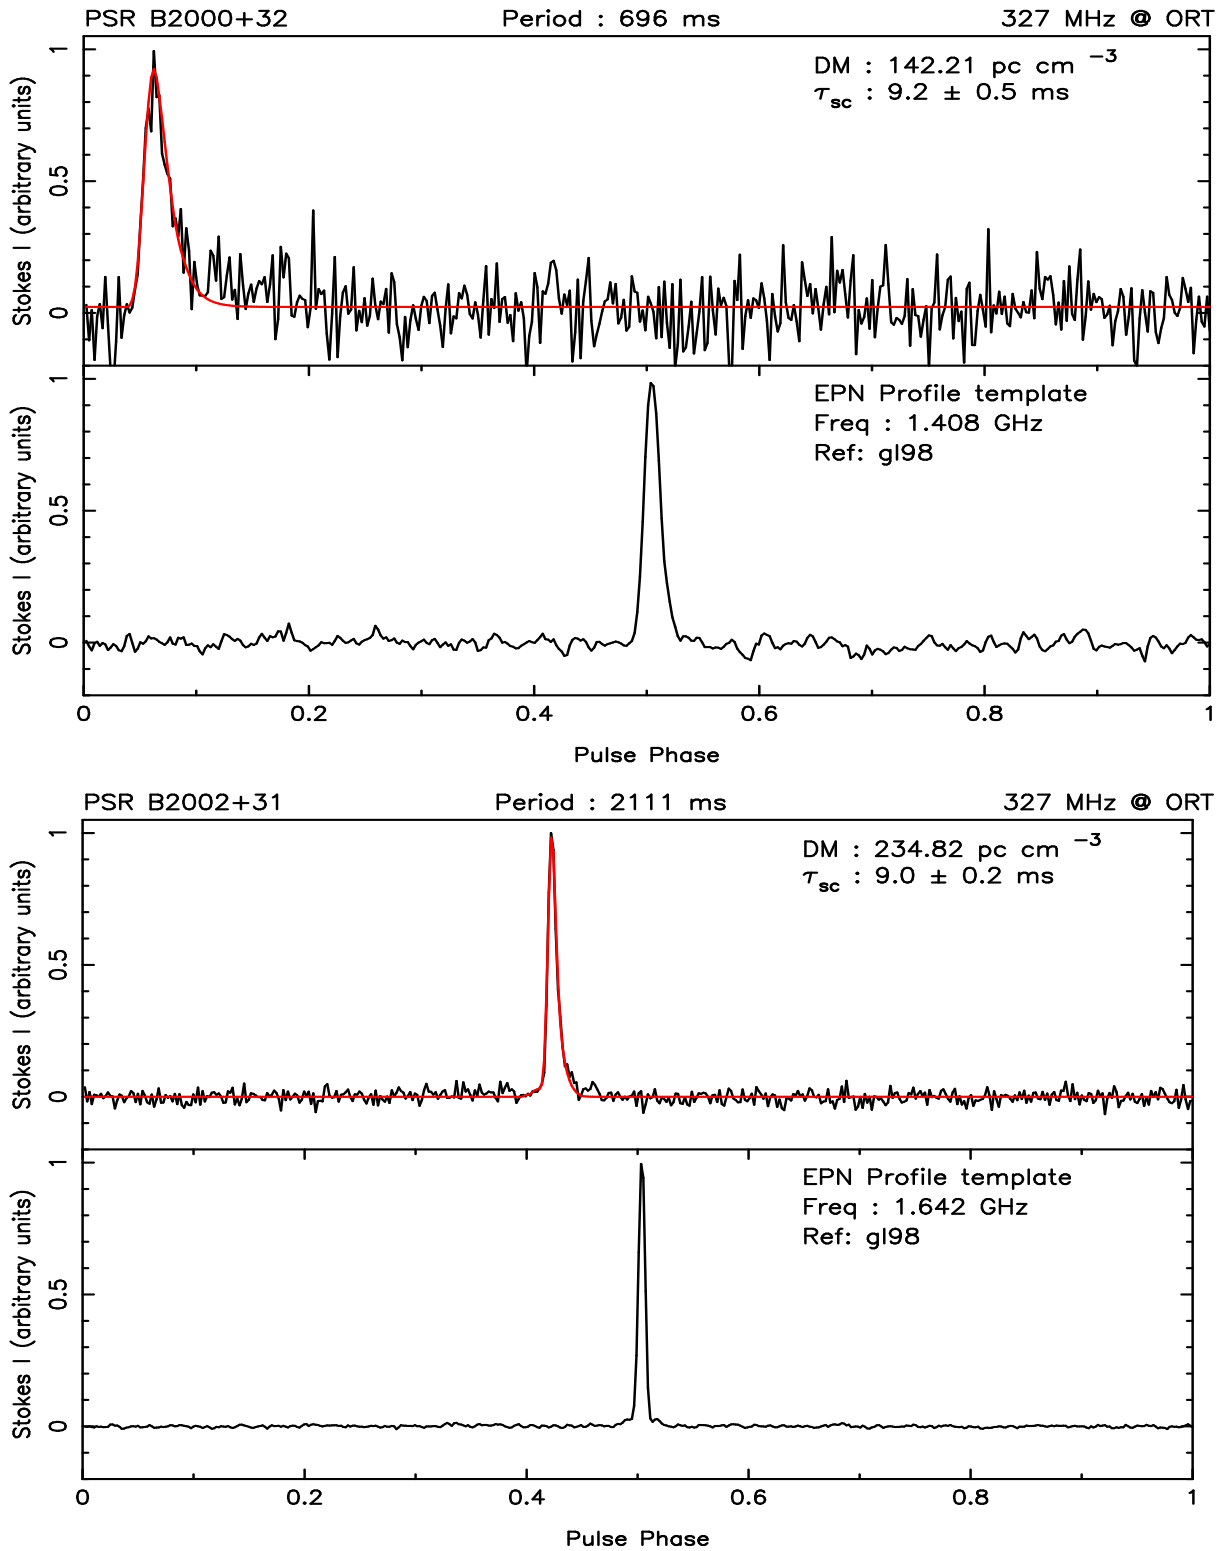 PSR B2000+32 Period : 696 ms 327 MHz @ ORT
DM : 142.21 pc cm −3
τsc : 9.2 ± 0.5 ms
Stokes I (arbitrary units)
1
0.5
0
EPN Profile template
Freq : 1.408 GHz
Ref: gl98
Stokes I (arbitrary units)
1
0.5
0
0 0.2 0.4 0.6 0.8 1
Pulse Phase
PSR B2002+31 Period : 2111 ms 327 MHz @ ORT
DM : 234.82 pc cm −3
τsc : 9.0 ± 0.2 ms
Stokes I (arbitrary units)
1
0.5
0
EPN Profile template
Freq : 1.642 GHz
Ref: gl98
Stokes I (arbitrary units)
1
0.5
0
0 0.2 0.4 0.6 0.8 1
Pulse Phase